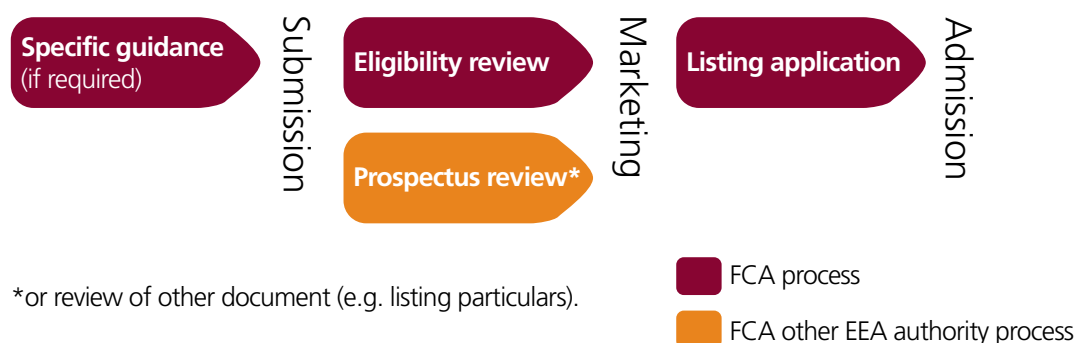 Specific guidance
(if required)
Submission
Eligibility review
Prospectus review*
Marketing
Listing application
Admission
*or review of other document (e.g. listing particulars).
FCA process
FCA other EEA authority process